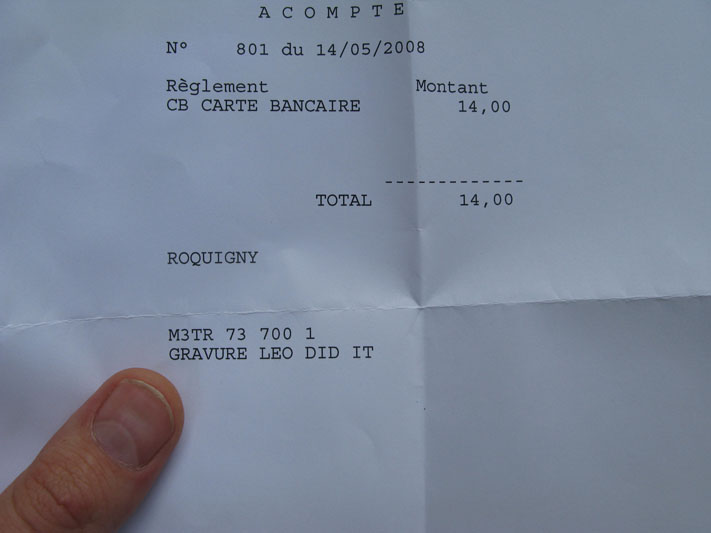 A C O M P T E
N° 801 du 14/05/2008
Règlement Montant
CB CARTE BANCAIRE 14,00
-------------
TOTAL 14,00
ROQUIGNY
M3TR 73 700 1
GRAVURE LEO DID IT